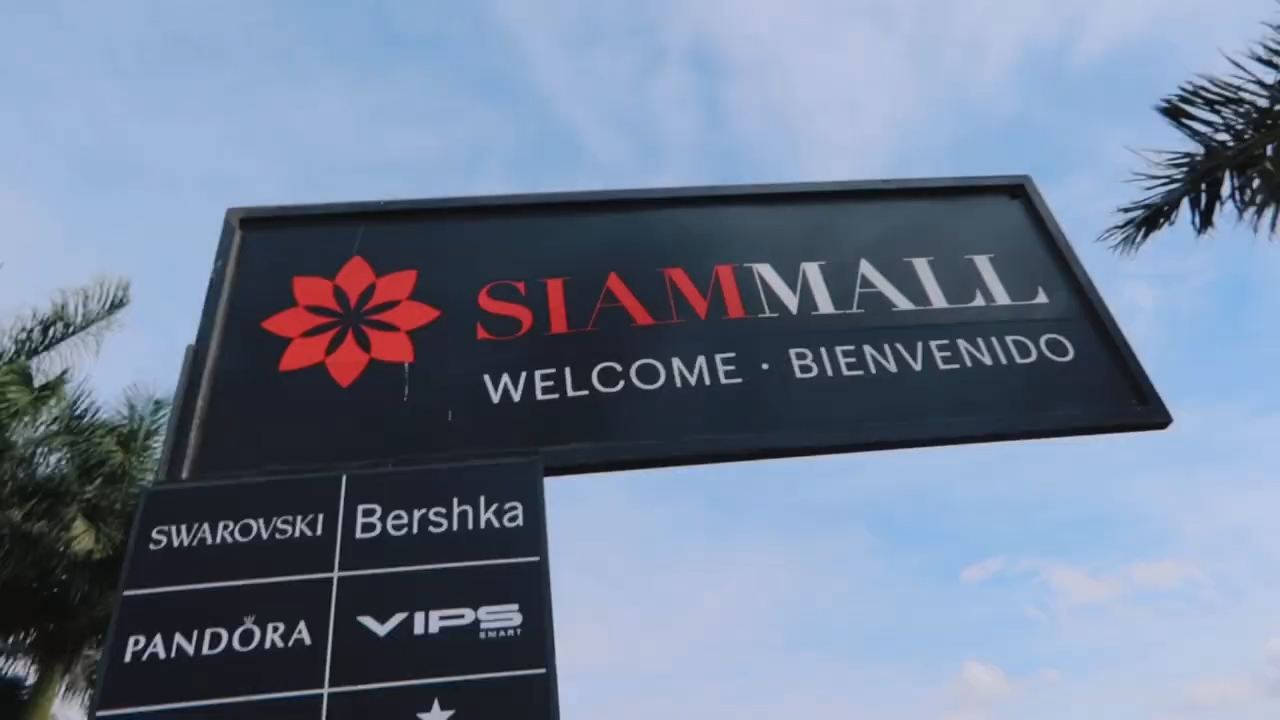 SIAMMALL
WELCOME · BIENVENIDO
SWAROVSKI
Bershka
PANDORA
VIPS
SMART